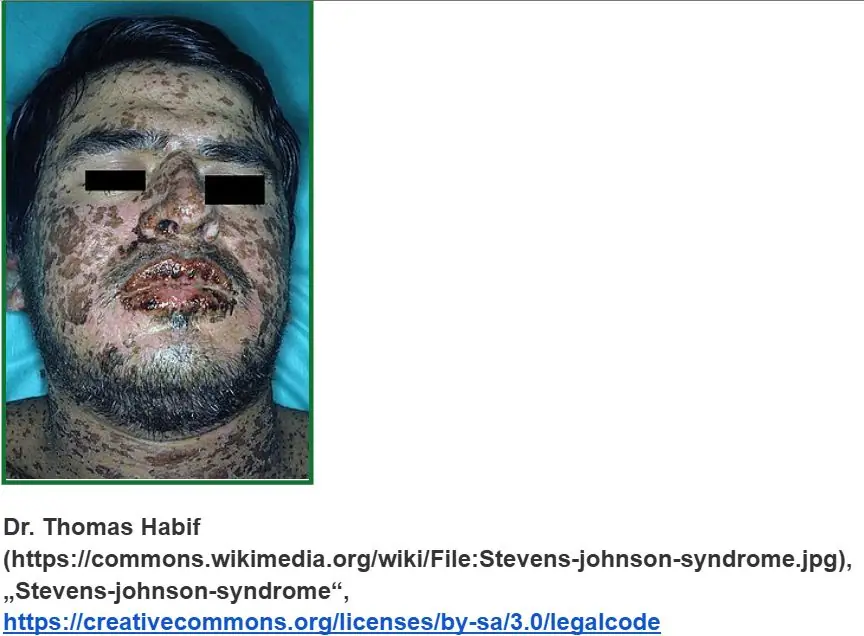 Dr. Thomas Habif
(https://commons.wikimedia.org/wiki/File:Stevens-johnson-syndrome.jpg),
„Stevens-johnson-syndrome“,
https://creativecommons.org/licenses/by-sa/3.0/legalcode